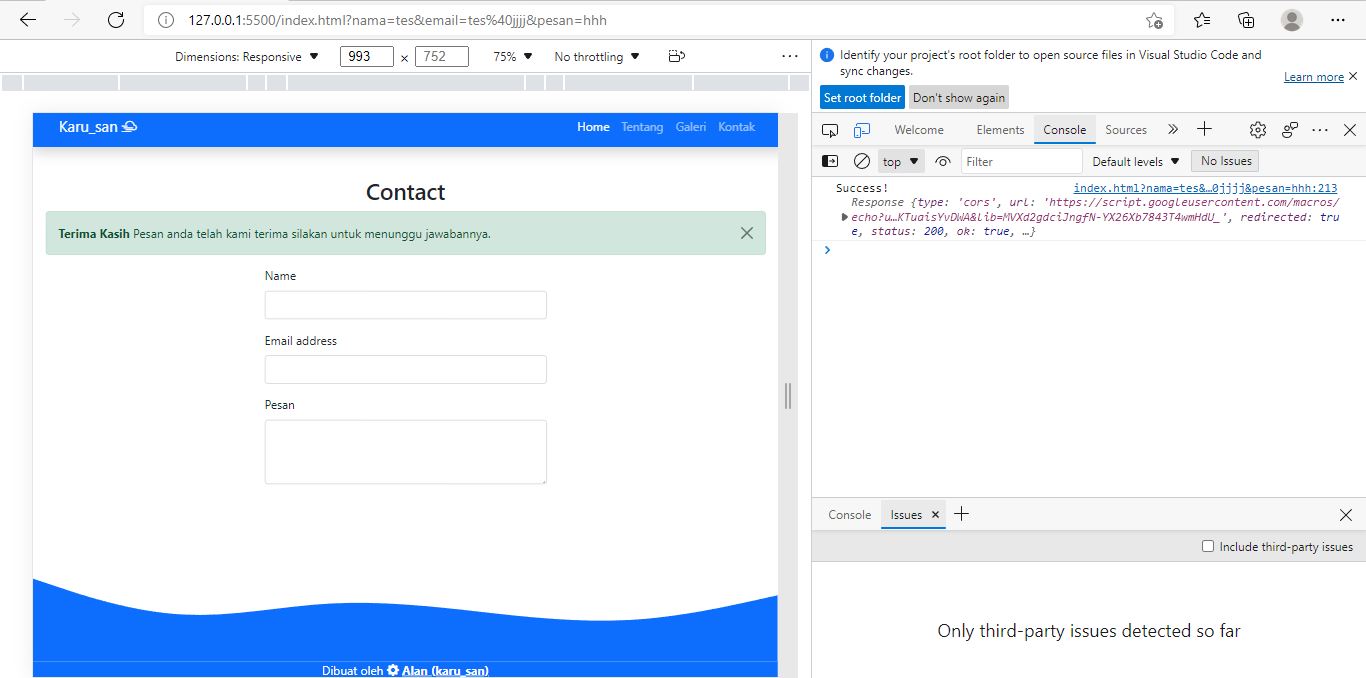 127.0.0.1:5500/index.html?nama=tes&email=tes%40jjjj&pesan=hhh
Dimensions: Responsive 993 × 752 75% No throttling
Karu_san Home Tentang Galeri Kontak
Contact
Terima Kasih Pesan anda telah kami terima silakan untuk menunggu jawabannya.
Name
Email address
Pesan
Dibuat oleh Alan (karu_san)
Identify your project's root folder to open source files in Visual Studio Code and
sync changes.
Learn more
Set root folder Don't show again
Welcome Elements Console Sources
top Filter Default levels No Issues
Success! index.html?nama=tes&…0jjjj&pesan=hhh:213
Response {type: 'cors', url: 'https://script.googleusercontent.com/macros/
echo?u…KTuaisYvDWA&lib=MVXd2gdciJngfN-YX26Xb7843T4wmHdU_', redirected: tru
e, status: 200, ok: true, …}
Console Issues
Include third-party issues
Only third-party issues detected so far